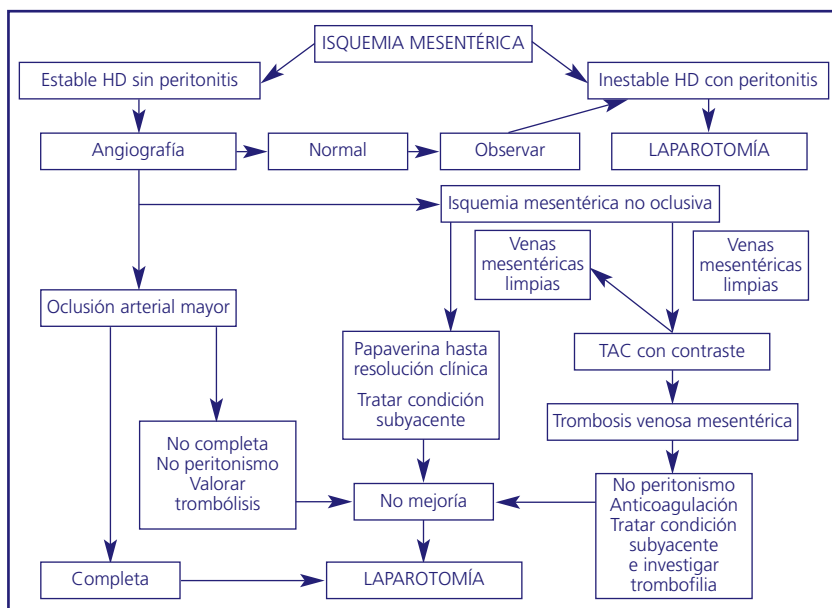 ISQUEMIA MESENTÉRICA
Estable HD sin peritonitis
Inestable HD con peritonitis
Angiografía
Normal
Observar
LAPAROTOMÍA
Isquemia mesentérica no oclusiva
Venas
mesentéricas
limpias
Venas
mesentéricas
limpias
Oclusión arterial mayor
Papaverina hasta
resolución clínica
Tratar condición
subyacente
TAC con contraste
Trombosis venosa mesentérica
No completa
No peritonismo
Valorar
trombólisis
No mejoría
No peritonismo
Anticoagulación
Tratar condición
subyacente
e investigar
trombofilia
Completa
LAPAROTOMÍA